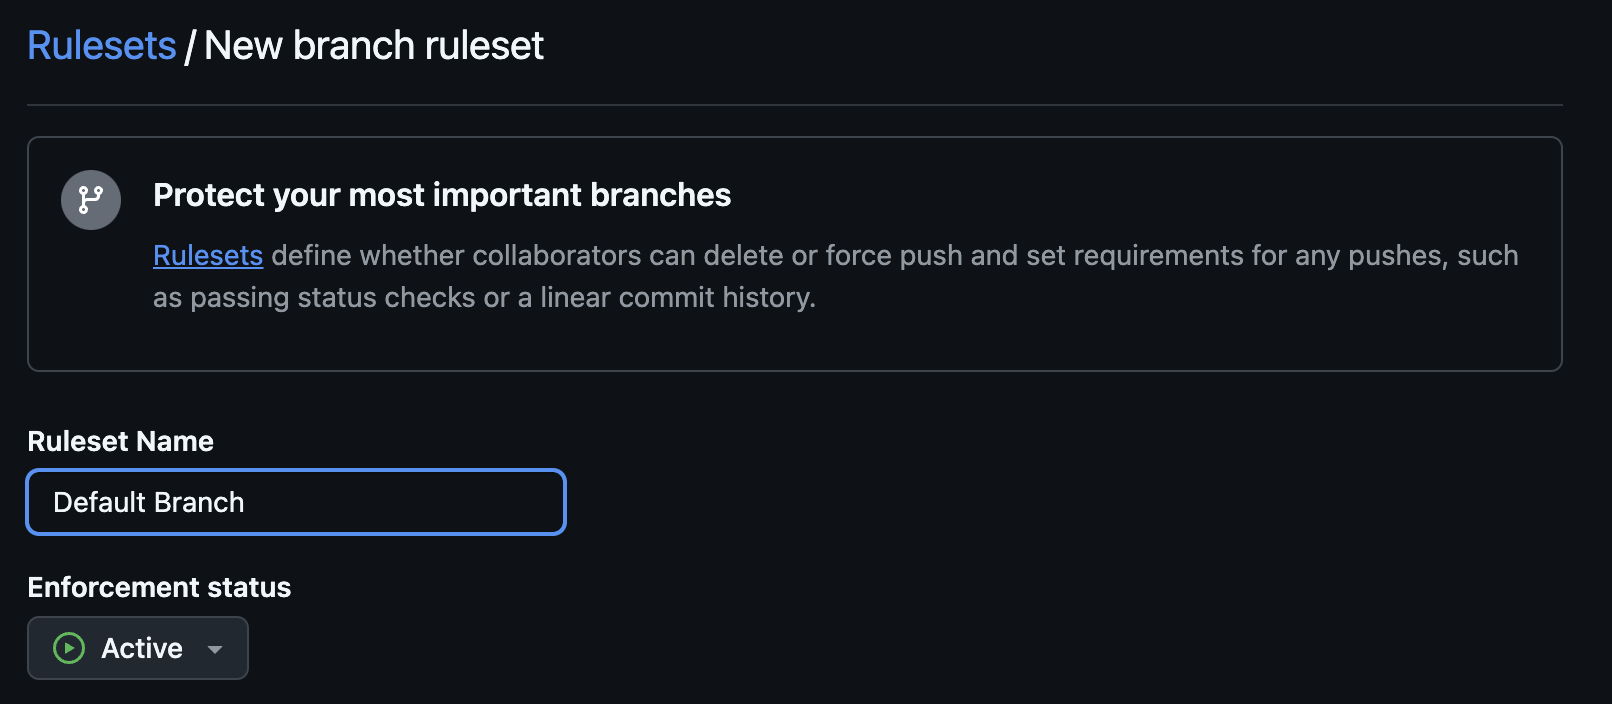 Rulesets / New branch ruleset
Protect your most important branches
Rulesets define whether collaborators can delete or force push and set requirements for any pushes, such
as passing status checks or a linear commit history.
Ruleset Name
Default Branch
Enforcement status
Active